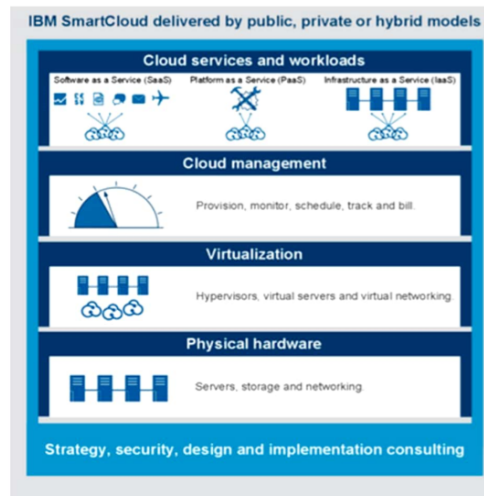 IBM SmartCloud delivered by public, private or hybrid models
Cloud services and workloads
Software as a Service (SaaS) Platform as a Service (PaaS) Infrastructure as a Service (IaaS)
Cloud management
Provision, monitor, schedule, track and bill.
Virtualization
Hypervisors, virtual servers and virtual networking.
Physical hardware
Servers, storage and networking
Strategy, security, design and implementation consulting